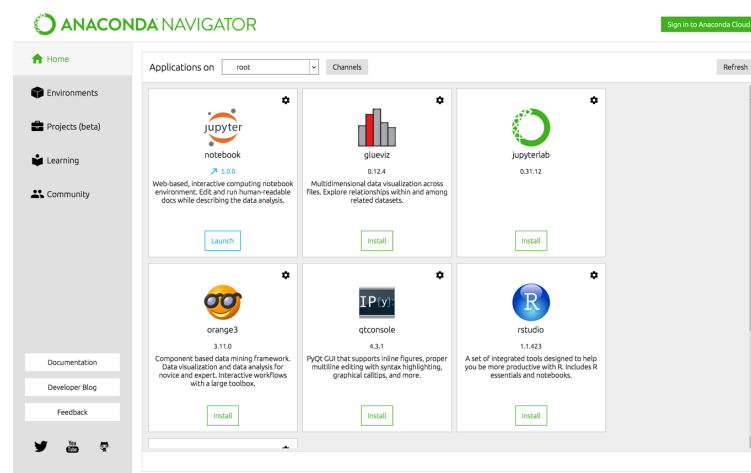 ANACONDA NAVIGATOR
Sign in to Anaconda Cloud
Home
Environments
Projects (beta)
Learning
Community
Documentation
Developer Blog
Feedback
You
Tube
Applications on
root
Channels
Refresh
jupyter
notebook
5.0.0
Web-based, interactive computing notebook
environment. Edit and run human-readable
docs while describing the data analysis.
Launch
glueviz
0.12.4
Multidimensional data visualization across
files. Explore relationships within and among
related datasets.
Install
jupyterlab
0.31.12
Install
orange3
3.11.0
Component based data mining framework.
Data visualization and data analysis for
novice and expert. Interactive workflows
with a large toolbox.
Install
IP[y]:
qtconsole
4.3.1
PyQt GUI that supports inline figures, proper
multiline editing with syntax highlighting,
graphical calltips, and more.
Install
R
rstudio
1.1.423
A set of integrated tools designed to help
you be more productive with R. Includes R
essentials and notebooks.
Install